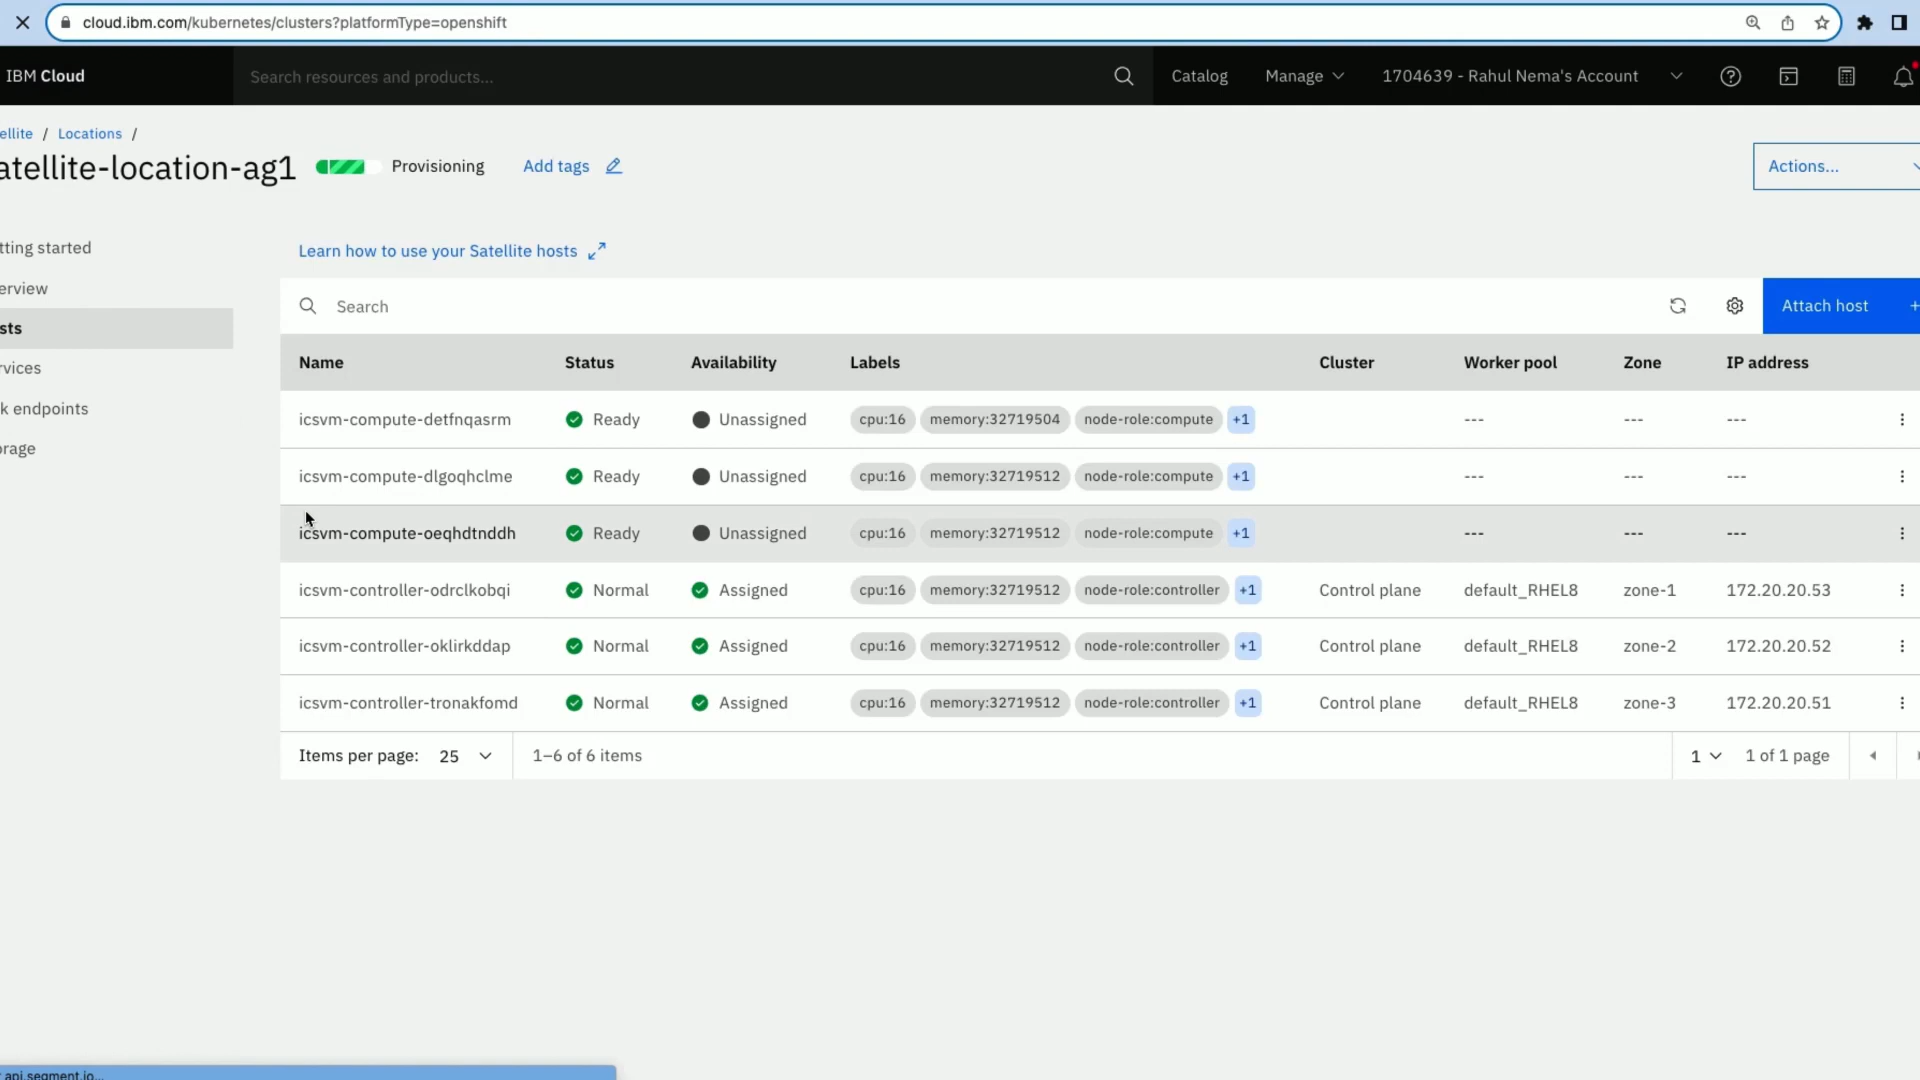 cloud.ibm.com/kubernetes/clusters?platformType=openshift
IBM Cloud
Search resources and products...
Catalog
Manage
1704639 - Rahul Nema's Account
ellite / Locations /
atellite-location-ag1
Provisioning
Add tags
Actions...
tting started
erview
sts
rvices
k endpoints
rage
Learn how to use your Satellite hosts
Search
Attach host +
Name Status Availability Labels Cluster Worker pool Zone IP address
icsvm-compute-detfnqasrm Ready Unassigned cpu:16 memory:32719504 node-role:compute +1 --- --- ---
icsvm-compute-dlgoqhclme Ready Unassigned cpu:16 memory:32719512 node-role:compute +1 --- --- ---
icsvm-compute-oeqhdtnddh Ready Unassigned cpu:16 memory:32719512 node-role:compute +1 --- --- ---
icsvm-controller-odrclkobqi Normal Assigned cpu:16 memory:32719512 node-role:controller +1 Control plane default_RHEL8 zone-1 172.20.20.53
icsvm-controller-oklirkddap Normal Assigned cpu:16 memory:32719512 node-role:controller +1 Control plane default_RHEL8 zone-2 172.20.20.52
icsvm-controller-tronakfomd Normal Assigned cpu:16 memory:32719512 node-role:controller +1 Control plane default_RHEL8 zone-3 172.20.20.51
Items per page: 25 1–6 of 6 items 1 1 of 1 page
api.segment.io...